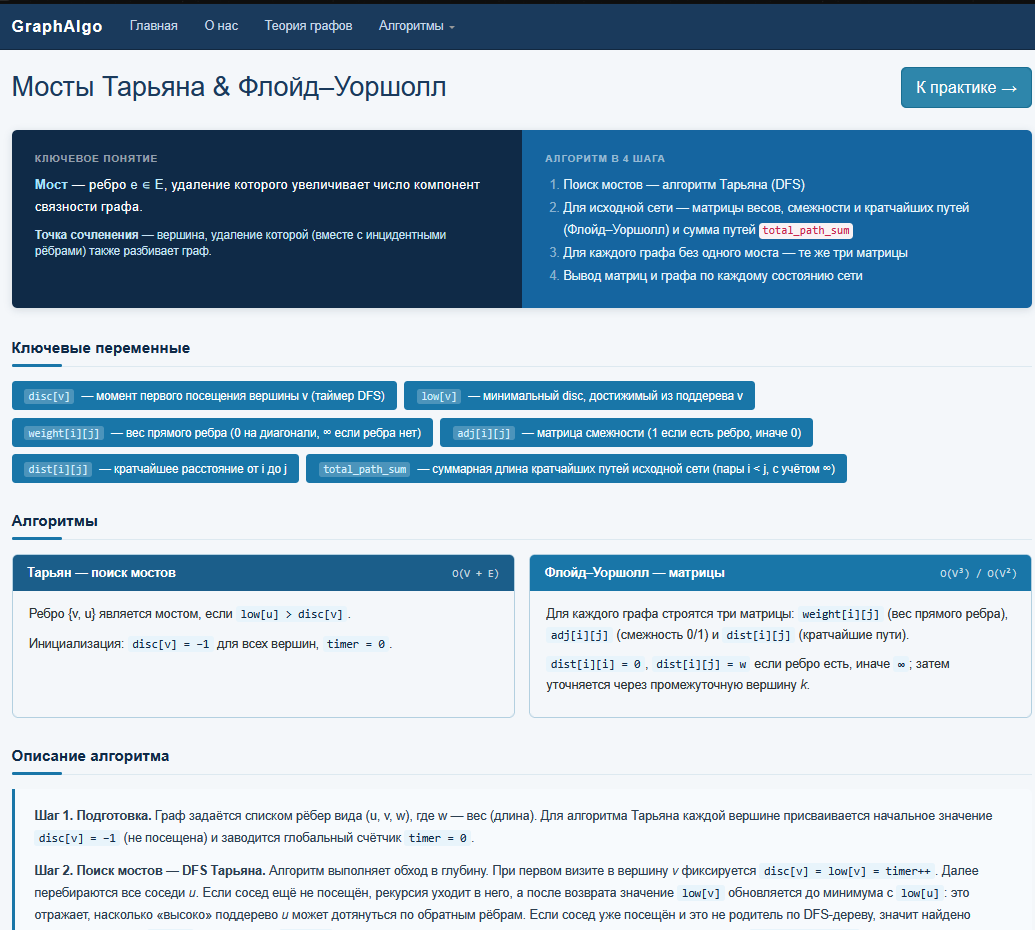 GraphAlgo Главная О нас Теория графов Алгоритмы
Мосты Тарьяна & Флойд–Уоршолл
К практике →
КЛЮЧЕВОЕ ПОНЯТИЕ
Мост — ребро e ∈ E, удаление которого увеличивает число компонент
связности графа.
Точка сочленения — вершина, удаление которой (вместе с инцидентными
рёбрами) также разбивает граф.
АЛГОРИТМ В 4 ШАГА
1. Поиск мостов — алгоритм Тарьяна (DFS)
2. Для исходной сети — матрицы весов, смежности и кратчайших путей
(Флойд–Уоршолл) и сумма путей total_path_sum
3. Для каждого графа без одного моста — те же три матрицы
4. Вывод матриц и графа по каждому состоянию сети
Ключевые переменные
disc[v] — момент первого посещения вершины v (таймер DFS)
low[v] — минимальный disc, достижимый из поддерева v
weight[i][j] — вес прямого ребра (0 на диагонали, ∞ если ребра нет)
adj[i][j] — матрица смежности (1 если есть ребро, иначе 0)
dist[i][j] — кратчайшее расстояние от i до j
total_path_sum — суммарная длина кратчайших путей исходной сети (пары i < j, с учётом ∞)
Алгоритмы
Тарьян — поиск мостов O(V + E)
Ребро {v, u} является мостом, если low[u] > disc[v].
Инициализация: disc[v] = −1 для всех вершин, timer = 0.
Флойд–Уоршолл — матрицы O(V³) / O(V²)
Для каждого графа строятся три матрицы: weight[i][j] (вес прямого ребра),
adj[i][j] (смежность 0/1) и dist[i][j] (кратчайшие пути).
dist[i][i] = 0, dist[i][j] = w если ребро есть, иначе ∞; затем
уточняется через промежуточную вершину k.
Описание алгоритма
Шаг 1. Подготовка. Граф задаётся списком рёбер вида (u, v, w), где w — вес (длина). Для алгоритма Тарьяна каждой вершине присваивается начальное значение
disc[v] = −1 (не посещена) и заводится глобальный счётчик timer = 0.
Шаг 2. Поиск мостов — DFS Тарьяна. Алгоритм выполняет обход в глубину. При первом визите в вершину v фиксируется disc[v] = low[v] = timer++. Далее
перебираются все соседи u. Если сосед ещё не посещён, рекурсия уходит в него, а после возврата значение low[v] обновляется до минимума с low[u]: это
отражает, насколько «высоко» поддерево u может дотянуться по обратным рёбрам. Если сосед уже посещён и это не родитель по DFS-дереву, значит найдено